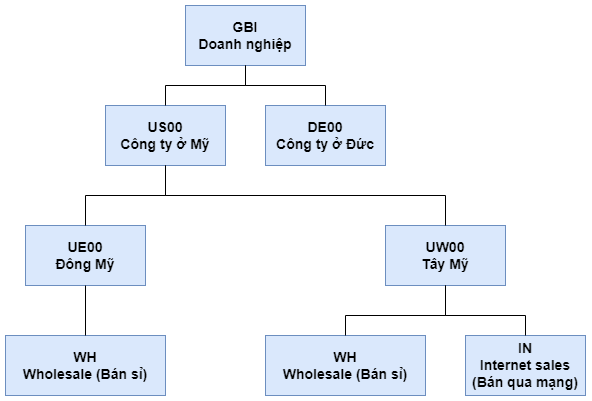 GBI
Doanh nghiệp
US00
Công ty ở Mỹ
DE00
Công ty ở Đức
UE00
Đông Mỹ
UW00
Tây Mỹ
WH
Wholesale (Bán sỉ)
WH
Wholesale (Bán sỉ)
IN
Internet sales
(Bán qua mạng)